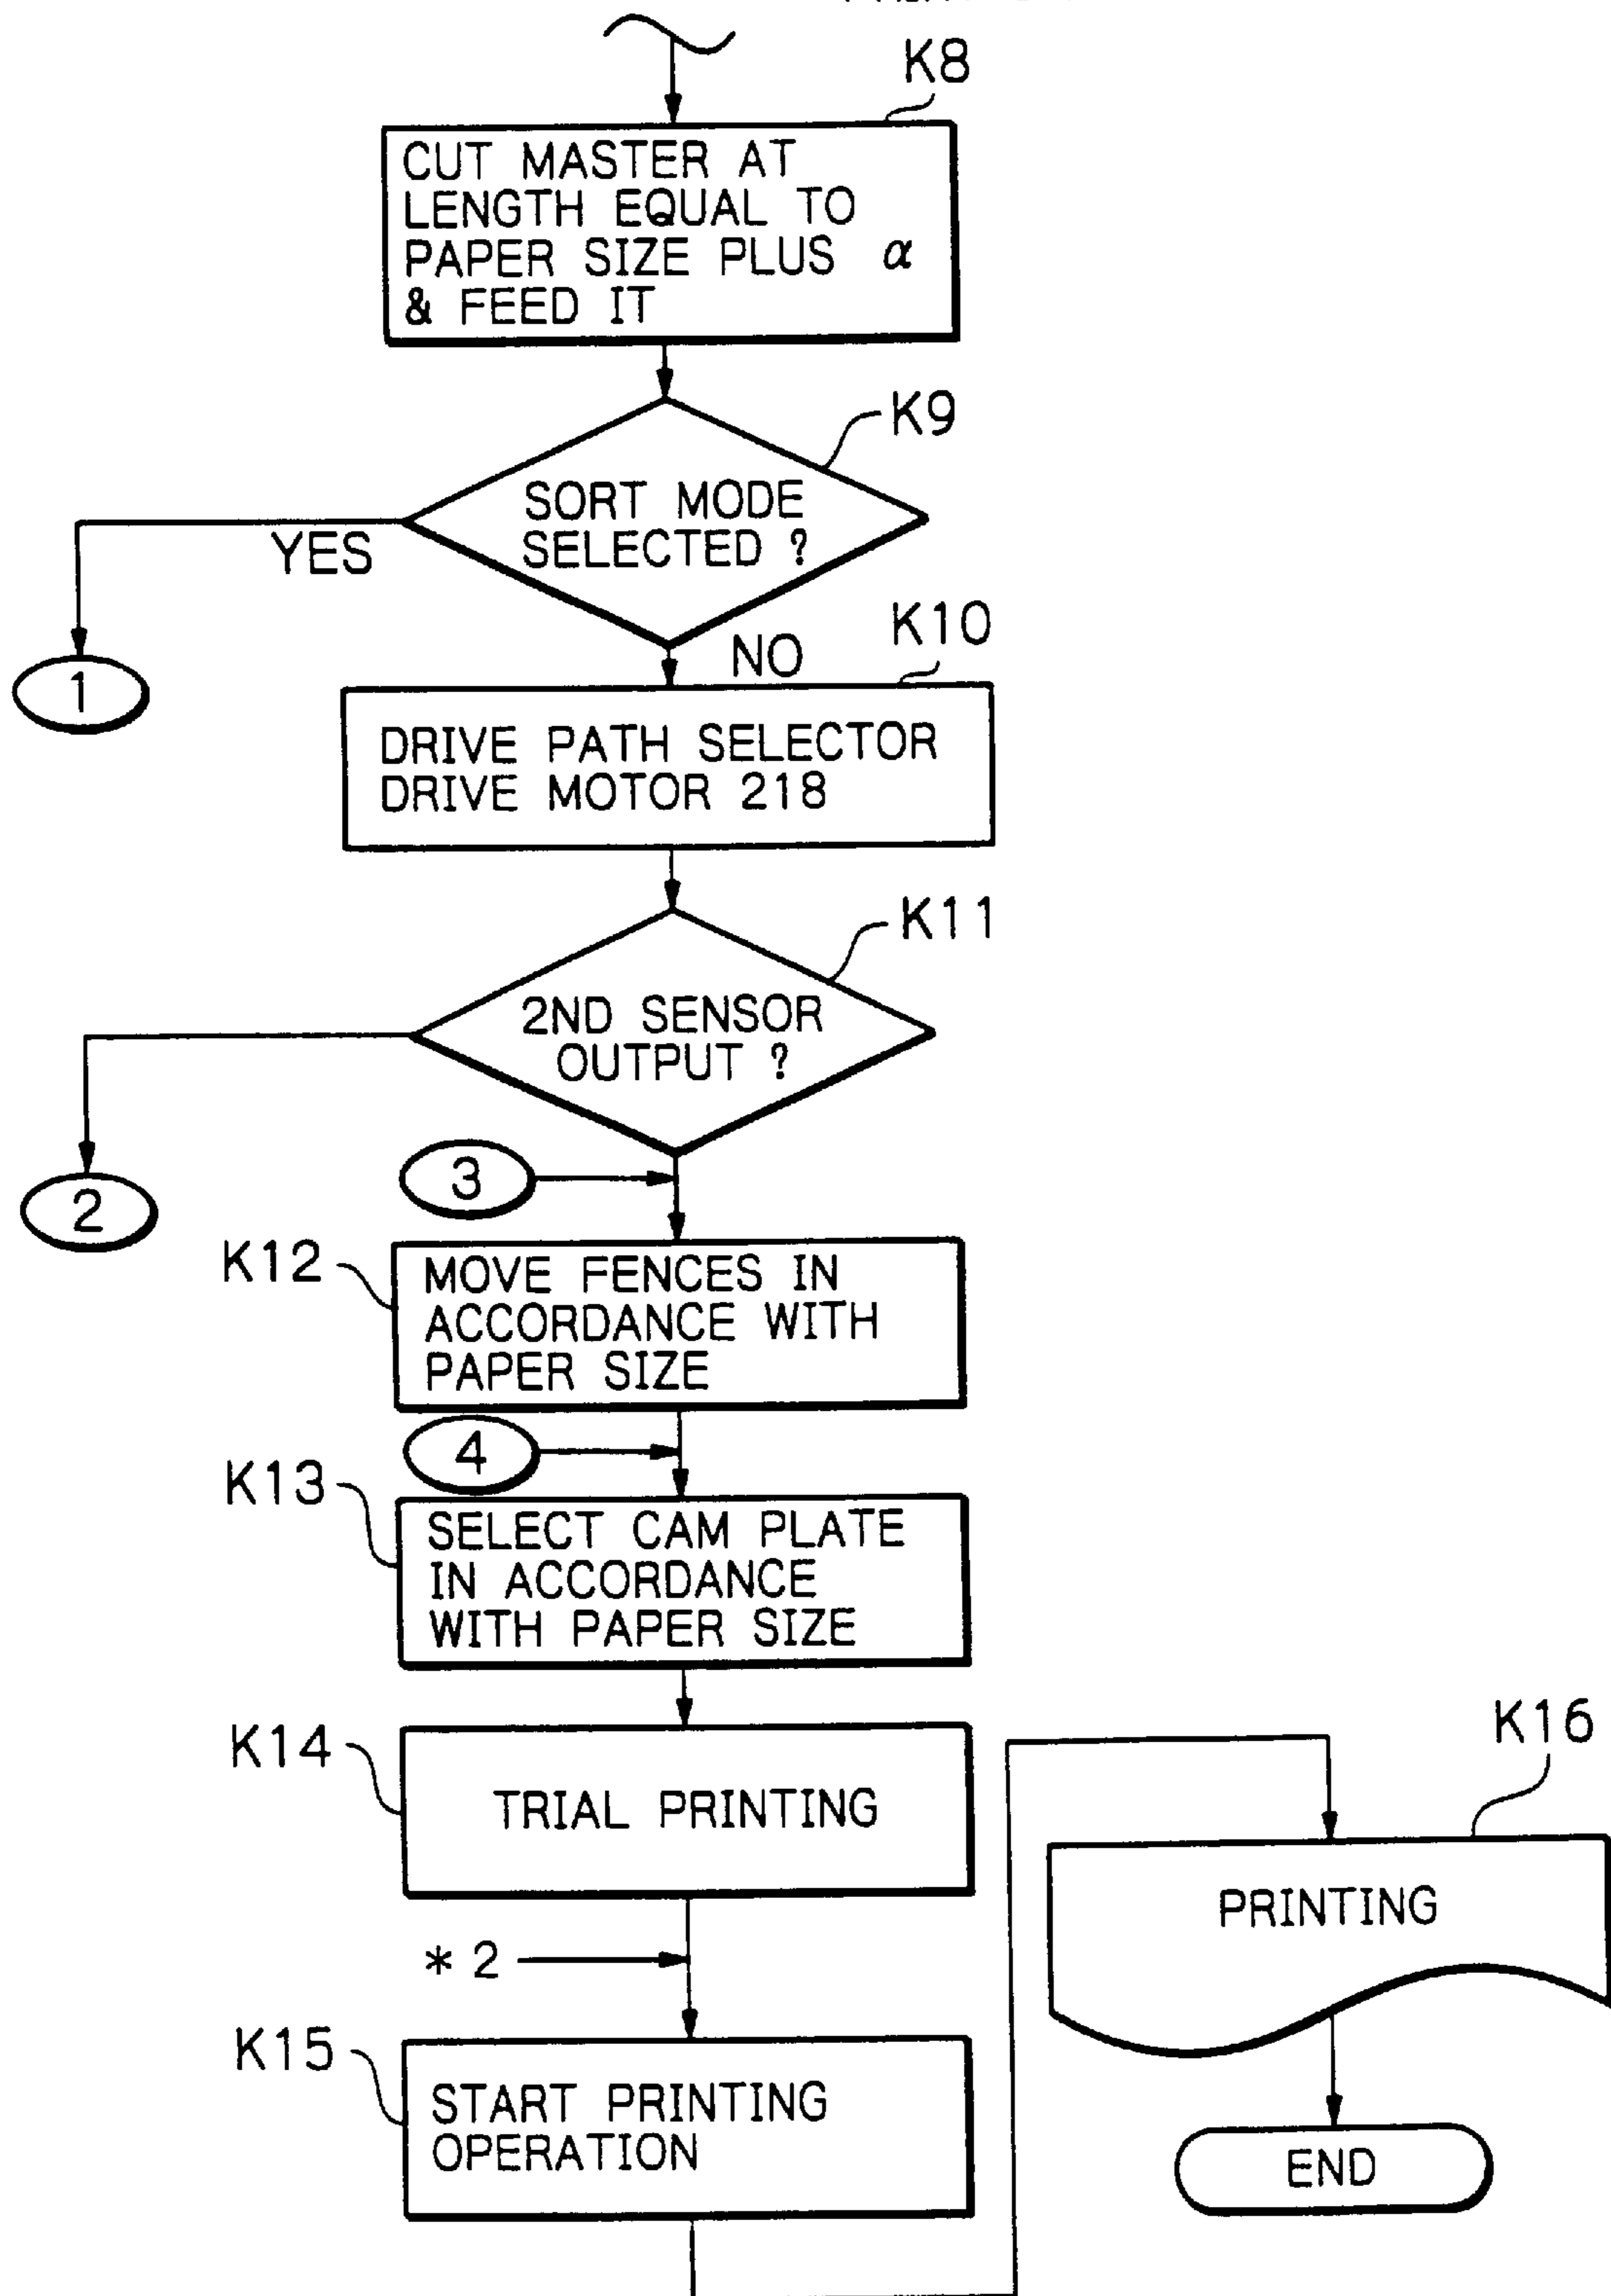 K8
CUT MASTER AT
LENGTH EQUAL TO
PAPER SIZE PLUS α
& FEED IT
K9
SORT MODE
SELECTED ?
YES
1
NO
K10
DRIVE PATH SELECTOR
DRIVE MOTOR 218
K11
2ND SENSOR
OUTPUT ?
2
3
K12
MOVE FENCES IN
ACCORDANCE WITH
PAPER SIZE
4
K13
SELECT CAM PLATE
IN ACCORDANCE
WITH PAPER SIZE
K14
TRIAL PRINTING
* 2
K15
START PRINTING
OPERATION
K16
PRINTING
END